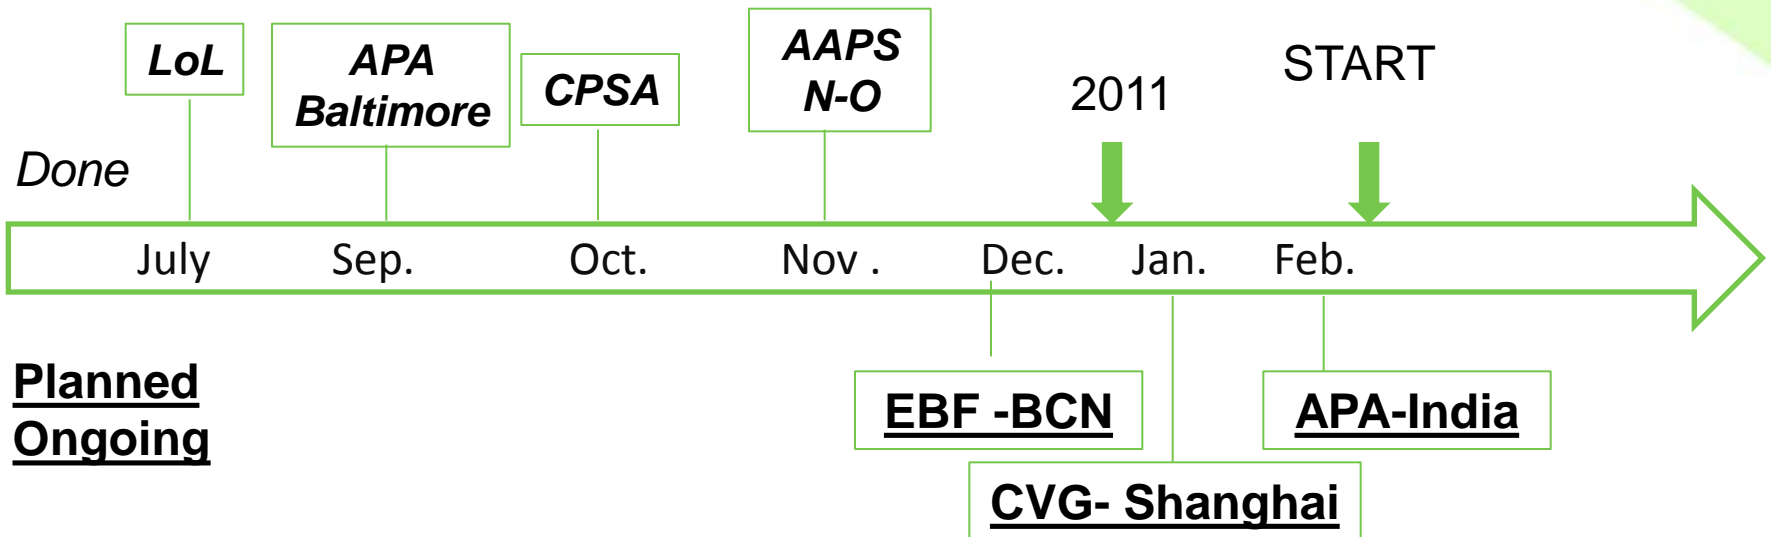 LoL
APA
Baltimore
CPSA
AAPS
N-O
2011
START
Done
July Sep. Oct. Nov . Dec. Jan. Feb.
Planned
Ongoing
EBF -BCN
APA-India
CVG- Shanghai